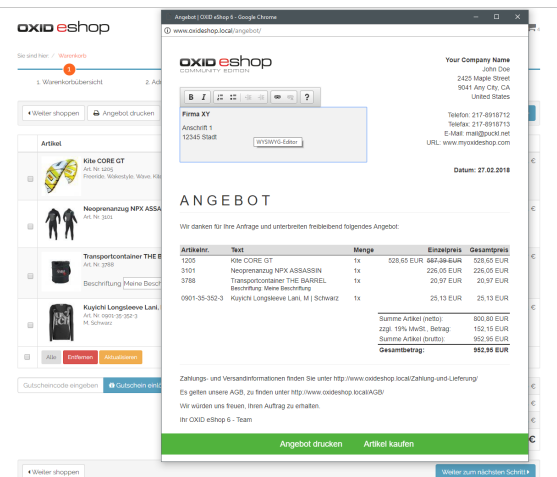 OXID eShop
Sie sind hier: / Warenkorb
1. Warenkorbübersicht
2. Ad
Weiter shoppen
Angebot drucken
Artikel
Kite CORE GT
Art. Nr. 1205
Freeride, Wakestyle, Wave, Kite
Neoprenanzug NPX ASSA
Art. Nr. 3101
Transportcontainer THE B
Art. Nr. 3788
Beschriftung Meine Besch
Kuyichi Longsleeve Lani,
Art. Nr. 0901-35-352-3
M, Schwarz
Alle
Entfernen
Aktualisieren
Gutscheincode eingeben
Gutschein einlö
Weiter shoppen
Weiter zum nächsten Schritt
€
€
€
€
€
€
€
€
Angebot | OXID eShop 6 - Google Chrome
www.oxideshop.local/angebot/
OXID eShop
COMMUNITY EDITION
Your Company Name
John Doe
2425 Maple Street
9041 Any City, CA
United States
B I ?
Firma XY
Anschrift 1
12345 Stadt
WYSIWYG-Editor
Telefon: 217-8918712
Telefax: 217-8918713
E-Mail: mail@puckl.net
URL: www.myoxideshop.com
Datum: 27.02.2018
ANGEBOT
Wir danken für Ihre Anfrage und unterbreiten freibleibend folgendes Angebot:
Artikelnr. Text Menge Einzelpreis Gesamtpreis
1205 Kite CORE GT 1x 528,65 EUR 587,39 EUR 528,65 EUR
3101 Neoprenanzug NPX ASSASSIN 1x 226,05 EUR 226,05 EUR
3788 Transportcontainer THE BARREL 1x 20,97 EUR 20,97 EUR
Beschriftung: Meine Beschriftung
0901-35-352-3 Kuyichi Longsleeve Lani, M | Schwarz 1x 25,13 EUR 25,13 EUR
Summe Artikel (netto): 800,80 EUR
zzgl. 19% MwSt., Betrag: 152,15 EUR
Summe Artikel (brutto): 952,95 EUR
Gesamtbetrag: 952,95 EUR
Zahlungs- und Versandinformationen finden Sie unter http://www.oxideshop.local/Zahlung-und-Lieferung/
Es gelten unsere AGB, zu finden unter http://www.oxideshop.local/AGB/
Wir würden uns freuen, Ihren Auftrag zu erhalten.
Ihr OXID eShop 6 - Team
Angebot drucken Artikel kaufen